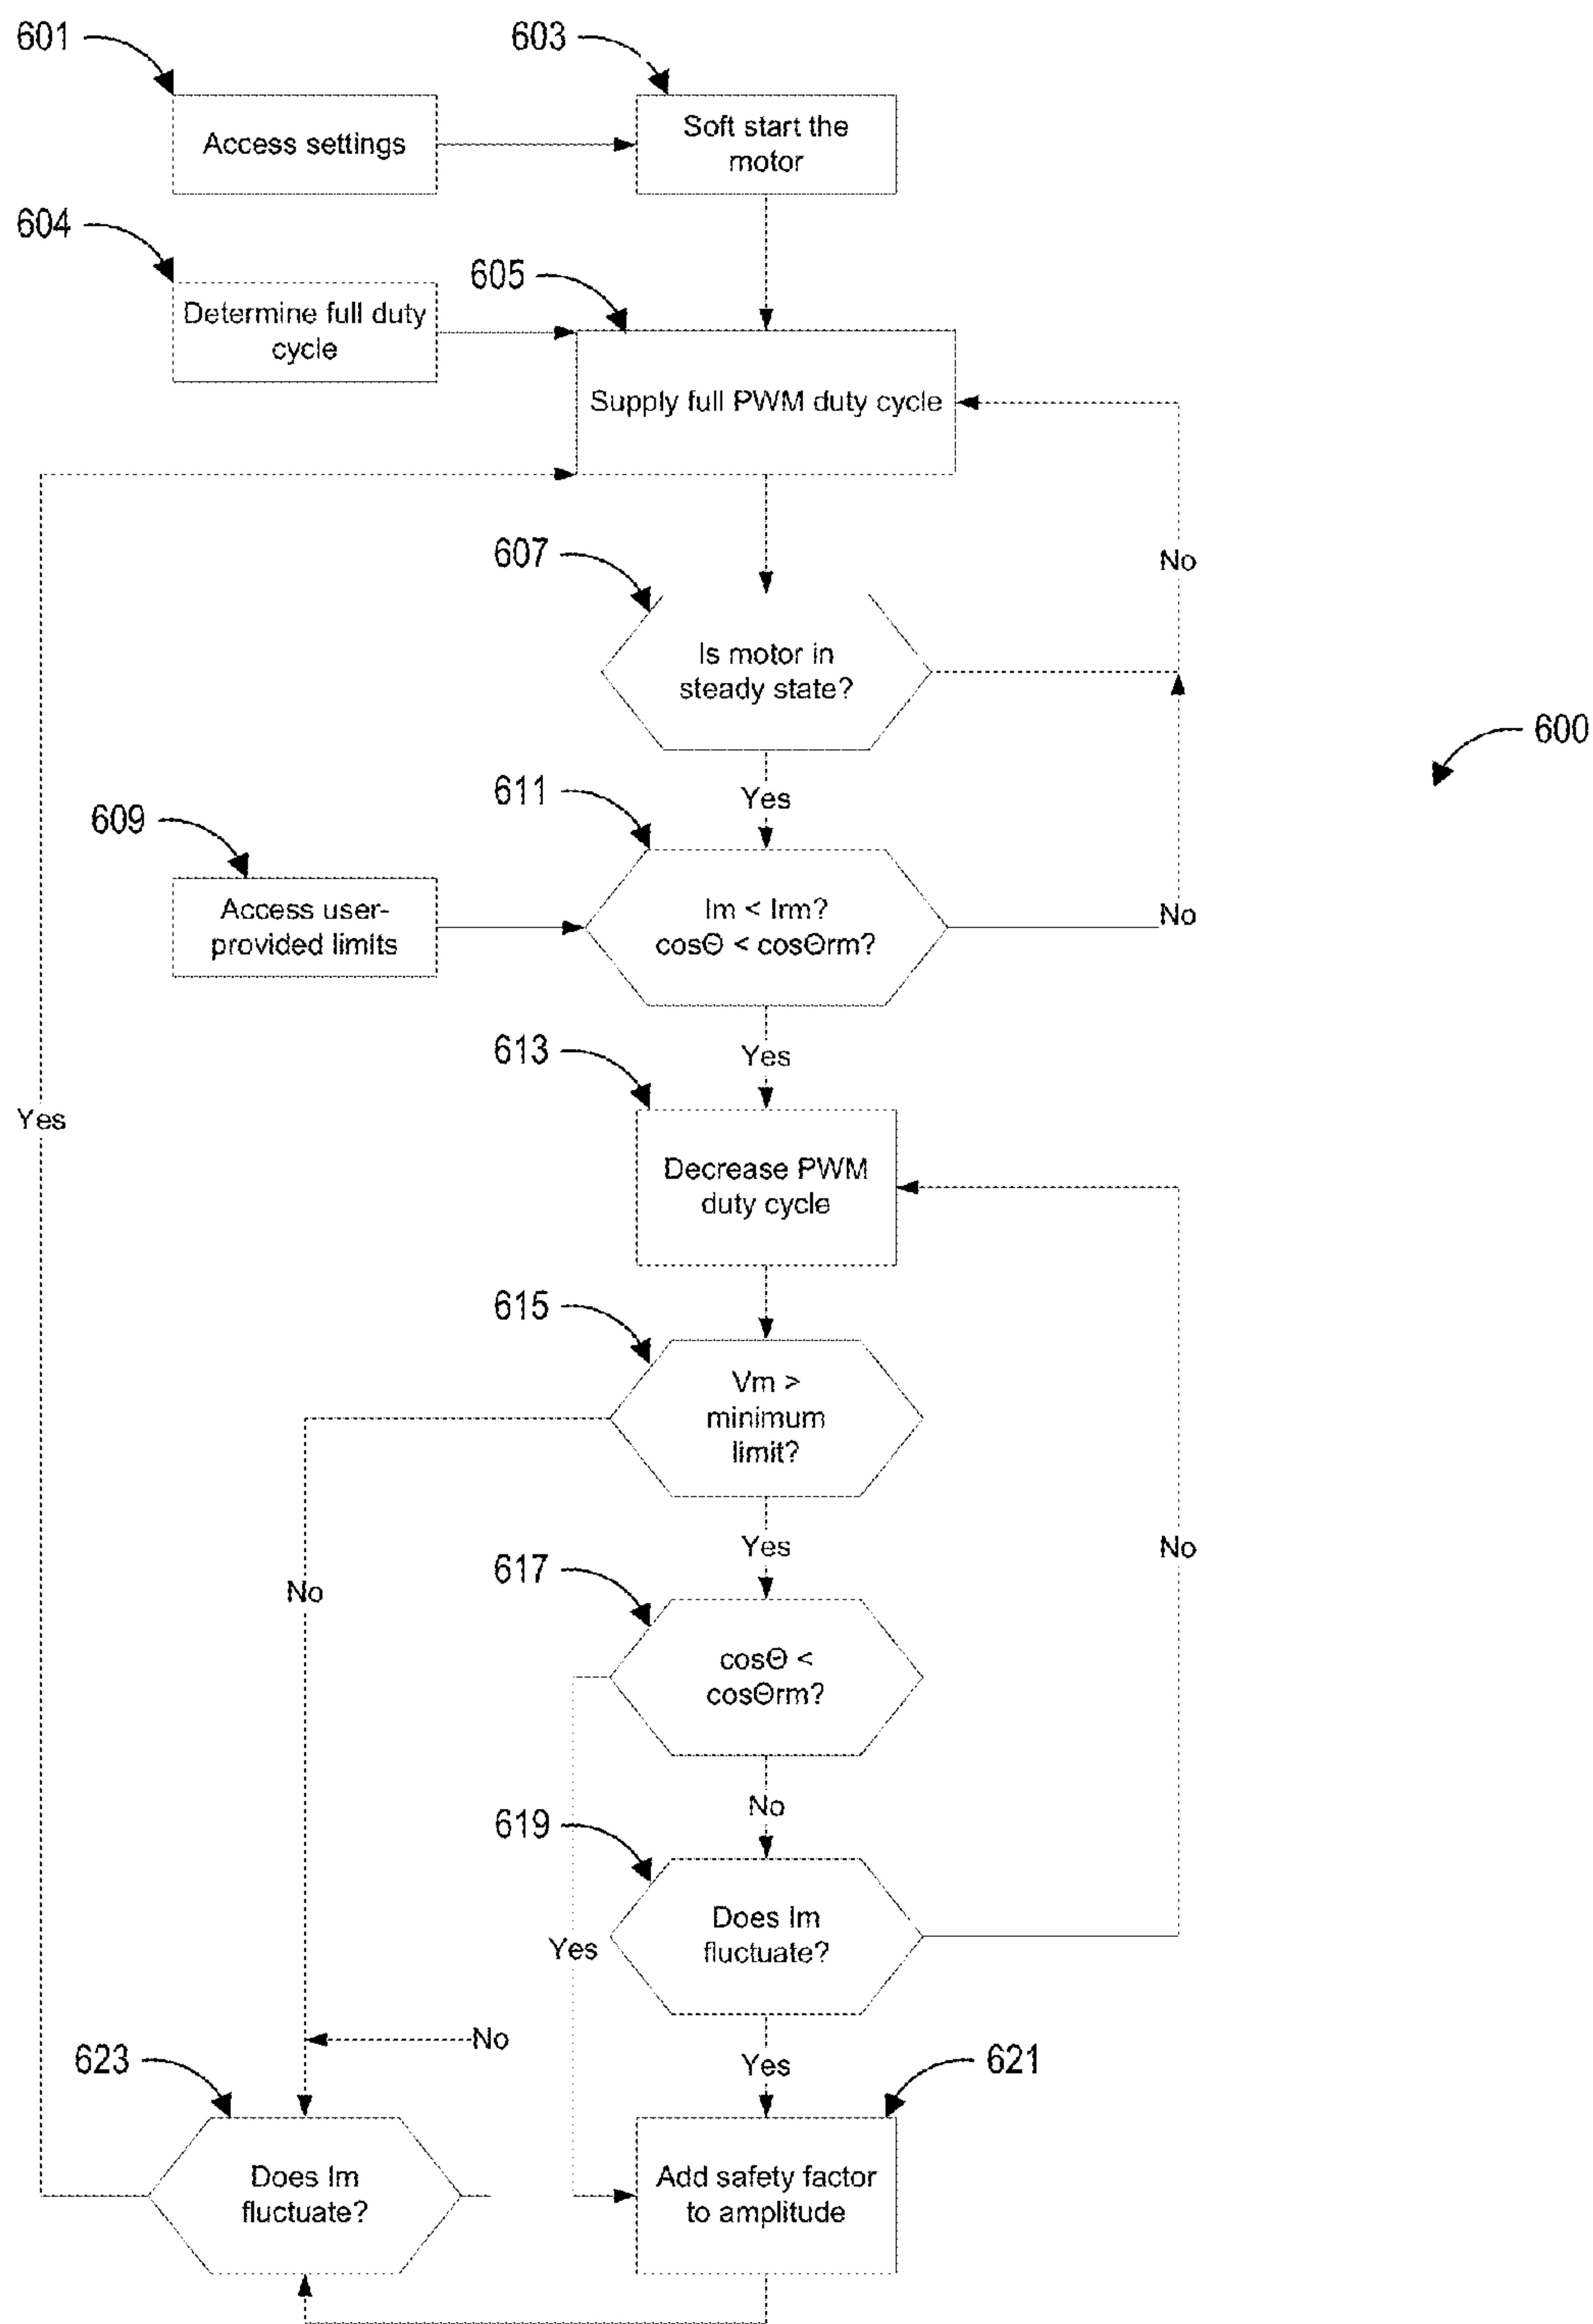 601
603
Access settings
Soft start the
motor
604
605
Determine full duty
cycle
Supply full PWM duty cycle
607
No
Is motor in
steady state?
600
611
Yes
609
Access user-
provided limits
Im < Irm?
cosΘ < cosΘrm?
No
613
Yes
Yes
Decrease PWM
duty cycle
615
Vm >
minimum
limit?
No
617
Yes
No
cosΘ <
cosΘrm?
619
No
Does Im
fluctuate?
Yes
No
623
Yes
621
Does Im
fluctuate?
Add safety factor
to amplitude